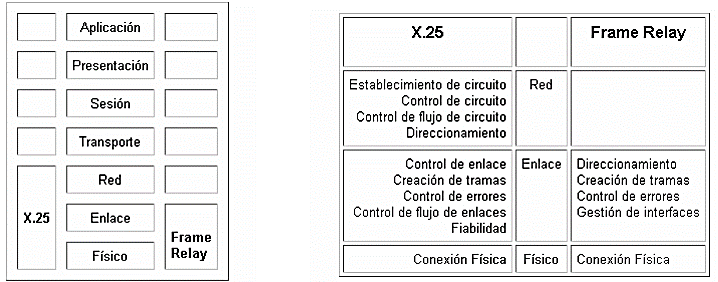 Aplicación
Presentación
Sesión
Transporte
Red
X.25
Enlace
Físico
Frame
Relay
X.25
Frame Relay
Establecimiento de circuito
Control de circuito
Control de flujo de circuito
Direccionamiento
Red
Control de enlace
Creación de tramas
Control de errores
Control de flujo de enlaces
Fiabilidad
Enlace
Direccionamiento
Creación de tramas
Control de errores
Gestión de interfaces
Conexión Física
Físico
Conexión Física